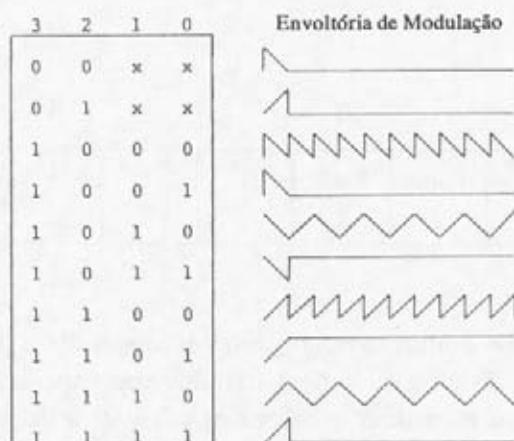 3 2 1 0 Envoltória de Modulação
0 0 x x
0 1 x x
1 0 0 0
1 0 0 1
1 0 1 0
1 0 1 1
1 1 0 0
1 1 0 1
1 1 1 0
1 1 1 1